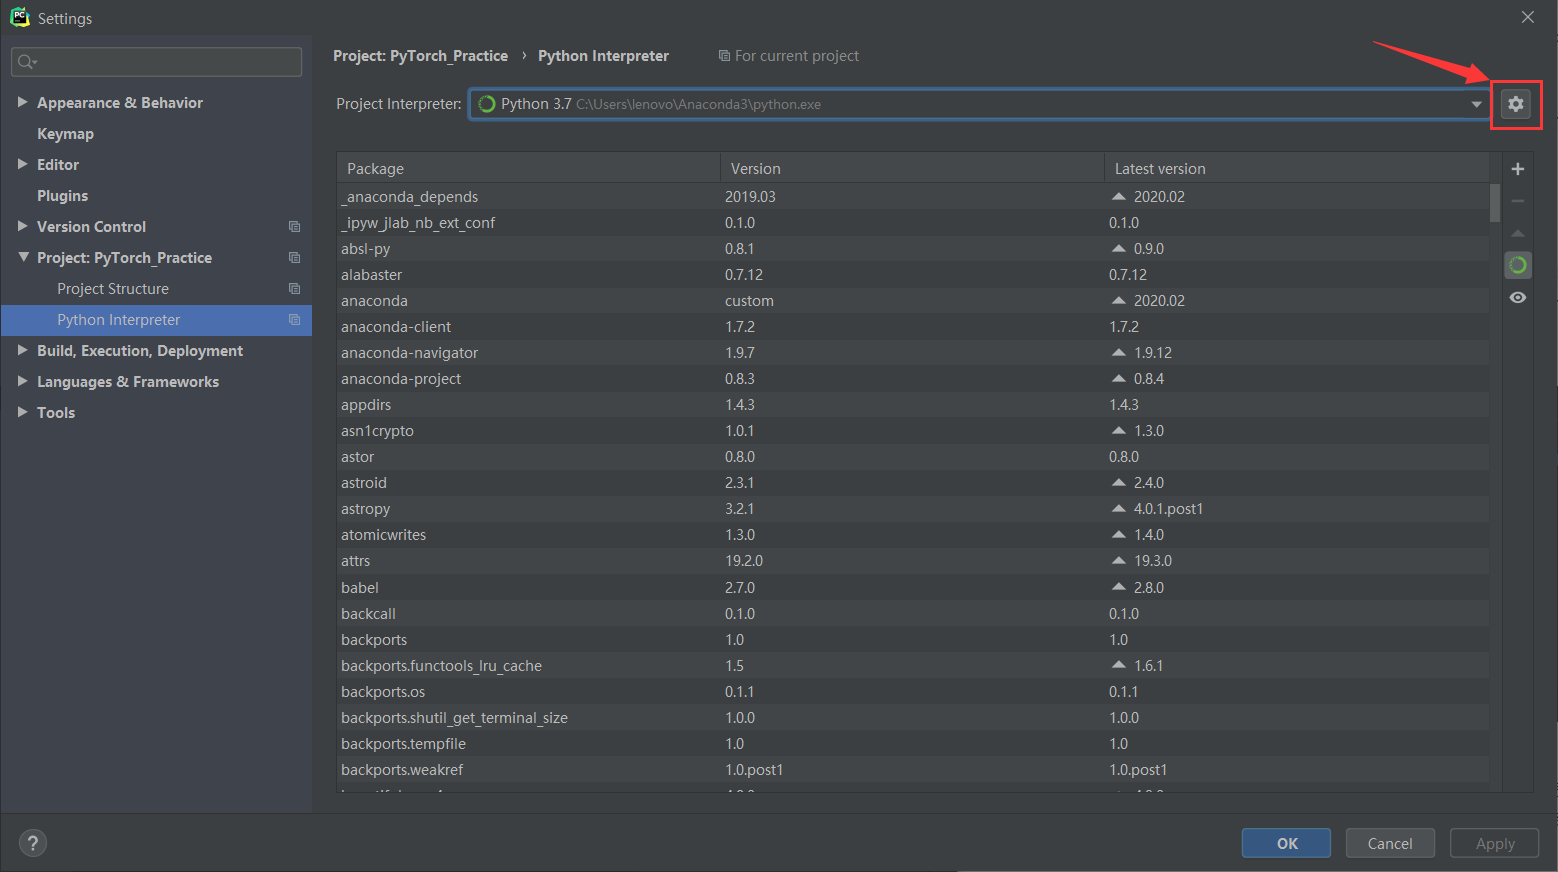 Settings
Appearance & Behavior
Keymap
Editor
Plugins
Version Control
Project: PyTorch_Practice
Project Structure
Python Interpreter
Build, Execution, Deployment
Languages & Frameworks
Tools
Project: PyTorch_Practice › Python Interpreter For current project
Project Interpreter: Python 3.7 C:\Users\lenovo\Anaconda3\python.exe
Package Version Latest version
_anaconda_depends 2019.03 2020.02
_ipyw_jlab_nb_ext_conf 0.1.0 0.1.0
absl-py 0.8.1 0.9.0
alabaster 0.7.12 0.7.12
anaconda custom 2020.02
anaconda-client 1.7.2 1.7.2
anaconda-navigator 1.9.7 1.9.12
anaconda-project 0.8.3 0.8.4
appdirs 1.4.3 1.4.3
asn1crypto 1.0.1 1.3.0
astor 0.8.0 0.8.0
astroid 2.3.1 2.4.0
astropy 3.2.1 4.0.1.post1
atomicwrites 1.3.0 1.4.0
attrs 19.2.0 19.3.0
babel 2.7.0 2.8.0
backcall 0.1.0 0.1.0
backports 1.0 1.0
backports.functools_lru_cache 1.5 1.6.1
backports.os 0.1.1 0.1.1
backports.shutil_get_terminal_size 1.0.0 1.0.0
backports.tempfile 1.0 1.0
backports.weakref 1.0.post1 1.0.post1
? OK Cancel Apply